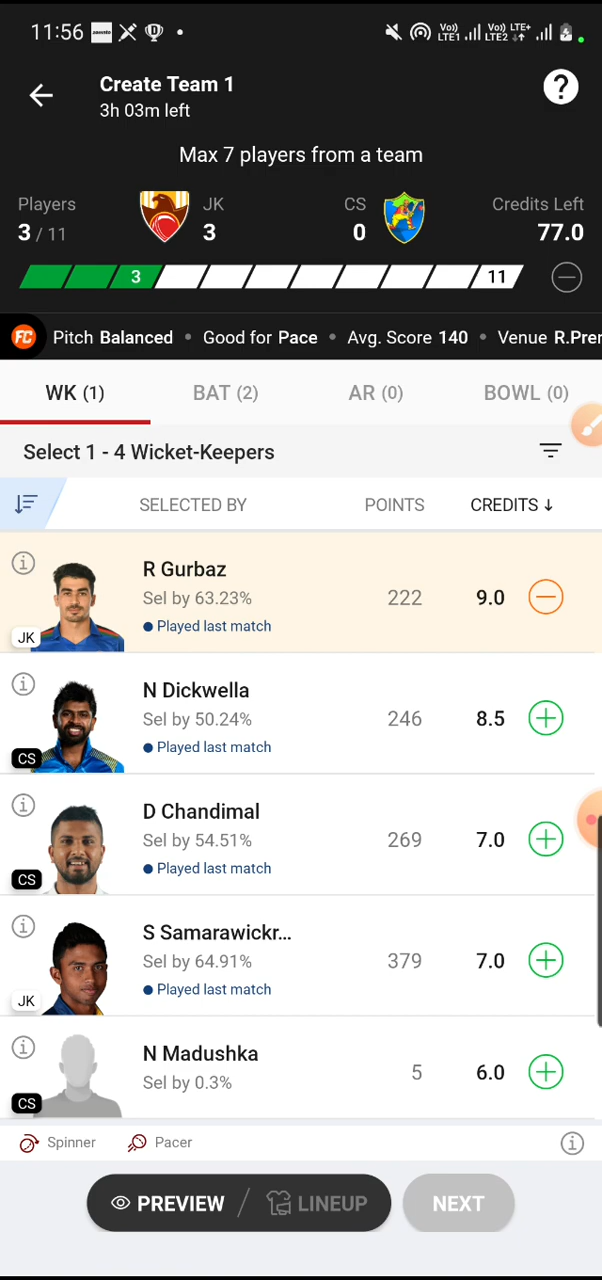 11:56
Vo) LTE1 Vo) LTE+ LTE2
Create Team 1
3h 03m left
?
Max 7 players from a team
Players JK CS Credits Left
3 / 11 3 0 77.0
3 11
FC Pitch Balanced • Good for Pace • Avg. Score 140 • Venue R.Prer
WK (1) BAT (2) AR (0) BOWL (0)
Select 1 - 4 Wicket-Keepers
SELECTED BY POINTS CREDITS ↓
R Gurbaz
Sel by 63.23% 222 9.0
Played last match
JK
N Dickwella
Sel by 50.24% 246 8.5
Played last match
CS
D Chandimal
Sel by 54.51% 269 7.0
Played last match
CS
S Samarawickr...
Sel by 64.91% 379 7.0
Played last match
JK
N Madushka
Sel by 0.3% 5 6.0
CS
Spinner Pacer
PREVIEW / LINEUP NEXT